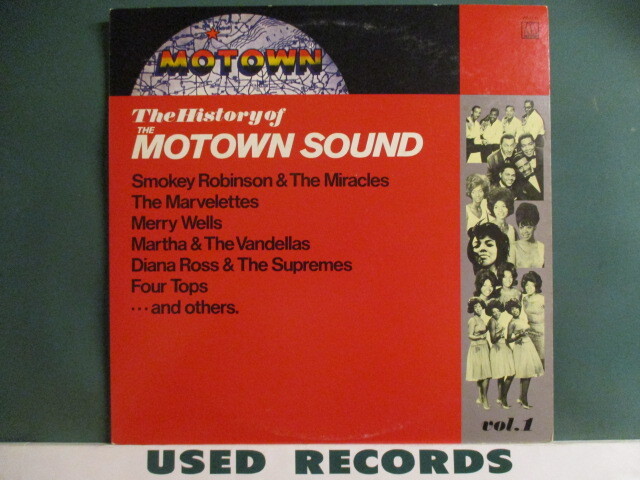 MOTOWN
The History of
THE
MOTOWN SOUND
Smokey Robinson & The Miracles
The Marvelettes
Merry Wells
Martha & The Vandellas
Diana Ross & The Supremes
Four Tops
...and others.
vol.1
USED RECORDS